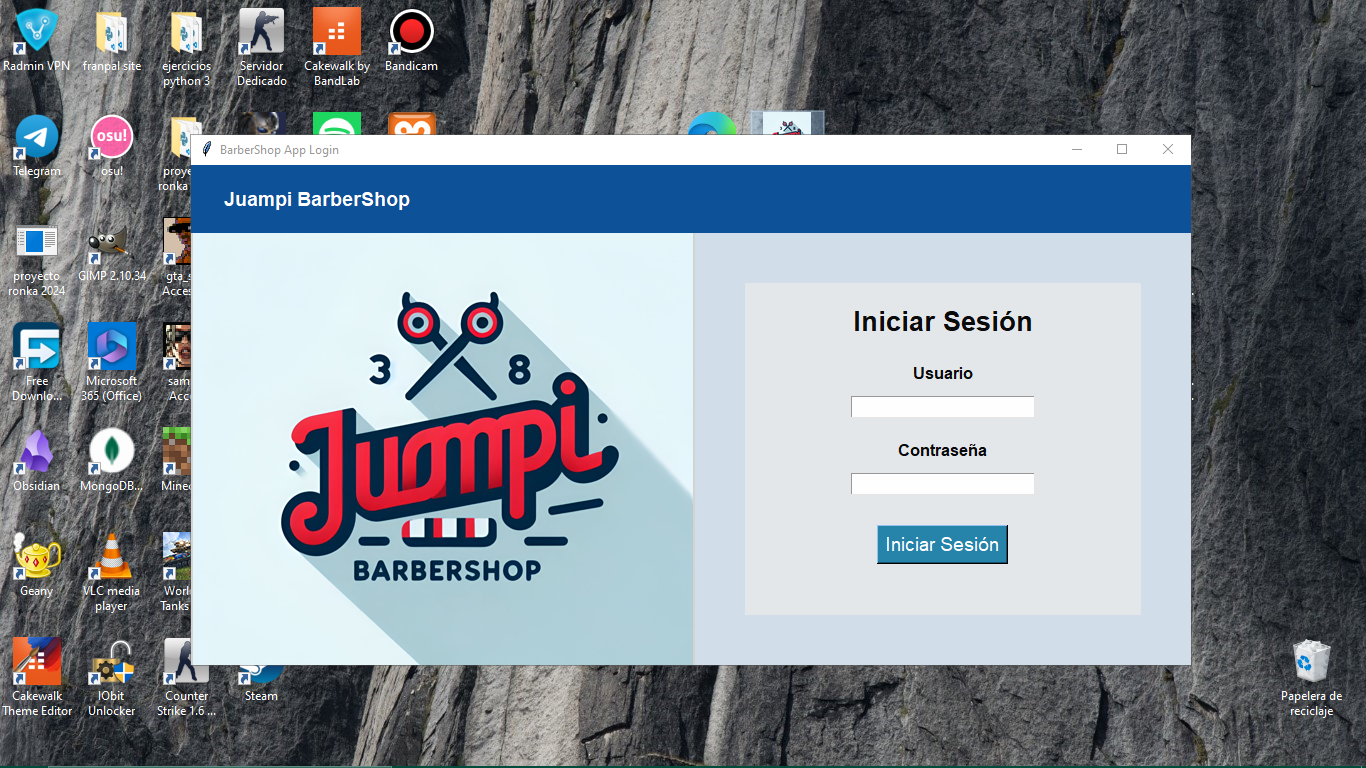 Radmin VPN
franpal site
ejercicios
python 3
Servidor
Dedicado
Cakewalk by
BandLab
Bandicam
Telegram
osu!
osu!
proye
ronka
BarberShop App Login
Juampi BarberShop
proyecto
ronka 2024
GIMP 2.10.34
gta_s
Acces
3 8
Juampi
BARBERSHOP
Iniciar Sesión
Usuario
Contraseña
Iniciar Sesión
Free
Downlo...
Microsoft
365 (Office)
sam
Acc
Obsidian
MongoDB...
Minec
Geany
VLC media
player
World
Tanks
Cakewalk
Theme Editor
IObit
Unlocker
Counter
Strike 1.6 ...
Steam
Papelera de
reciclaje